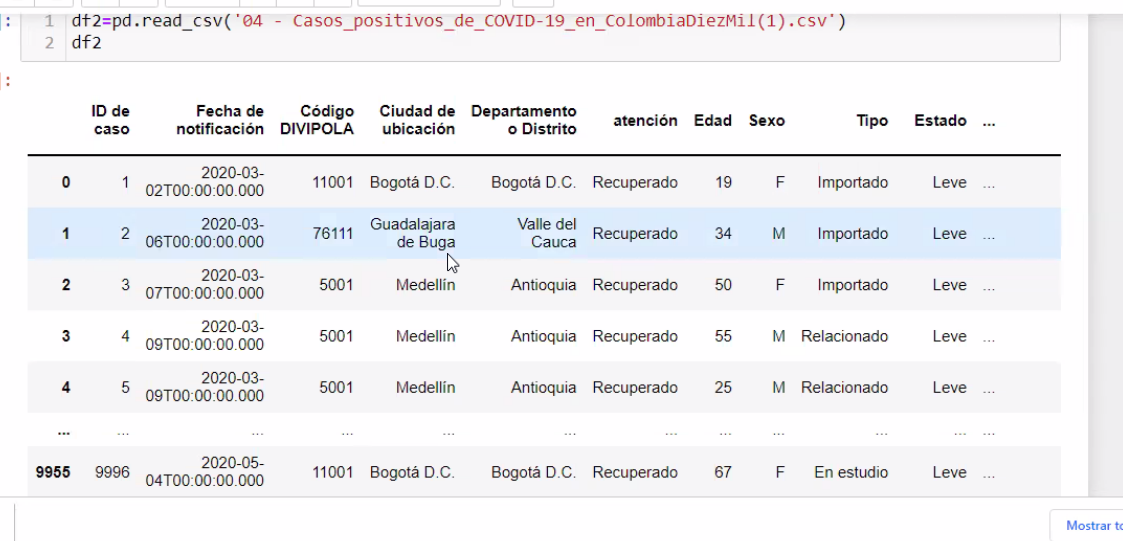 1 df2=pd.read_csv('04 - Casos_positivos_de_COVID-19_en_ColombiaDiezMil(1).csv')
2 df2
ID de caso Fecha de notificación Código DIVIPOLA Ciudad de ubicación Departamento o Distrito atención Edad Sexo Tipo Estado ...
0 1 2020-03-02T00:00:00.000 11001 Bogotá D.C. Bogotá D.C. Recuperado 19 F Importado Leve ...
1 2 2020-03-06T00:00:00.000 76111 Guadalajara de Buga Valle del Cauca Recuperado 34 M Importado Leve ...
2 3 2020-03-07T00:00:00.000 5001 Medellín Antioquia Recuperado 50 F Importado Leve ...
3 4 2020-03-09T00:00:00.000 5001 Medellín Antioquia Recuperado 55 M Relacionado Leve ...
4 5 2020-03-09T00:00:00.000 5001 Medellín Antioquia Recuperado 25 M Relacionado Leve ...
... ... ... ... ... ... ... ... ... ... ... ...
9955 9996 2020-05-04T00:00:00.000 11001 Bogotá D.C. Bogotá D.C. Recuperado 67 F En estudio Leve ...
Mostrar